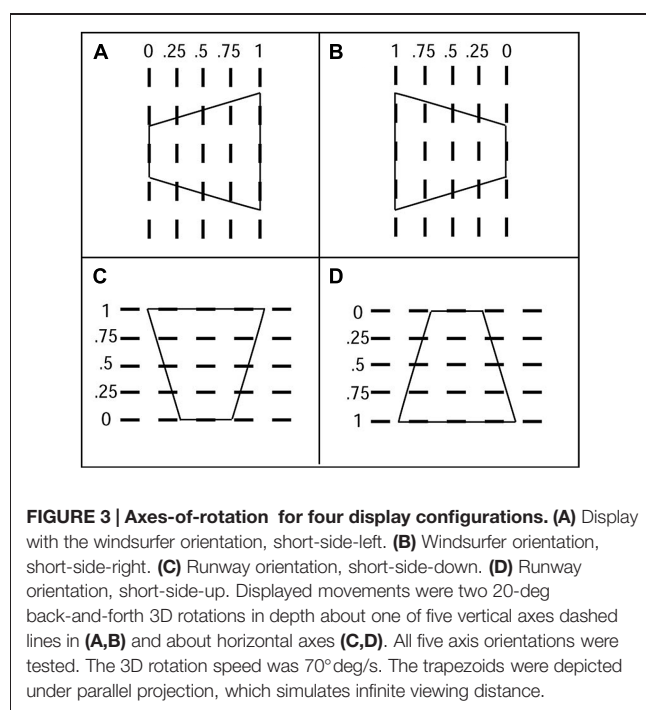 A 0 .25 .5 .75 1
B 1 .75 .5 .25 0
C
1
.75
.5
.25
0
D
0
.25
.5
.75
1
FIGURE 3 | Axes-of-rotation for four display configurations. (A) Display
with the windsurfer orientation, short-side-left. (B) Windsurfer orientation,
short-side-right. (C) Runway orientation, short-side-down. (D) Runway
orientation, short-side-up. Displayed movements were two 20-deg
back-and-forth 3D rotations in depth about one of five vertical axes dashed
lines in (A,B) and about horizontal axes (C,D). All five axis orientations were
tested. The 3D rotation speed was 70°deg/s. The trapezoids were depicted
under parallel projection, which simulates infinite viewing distance.